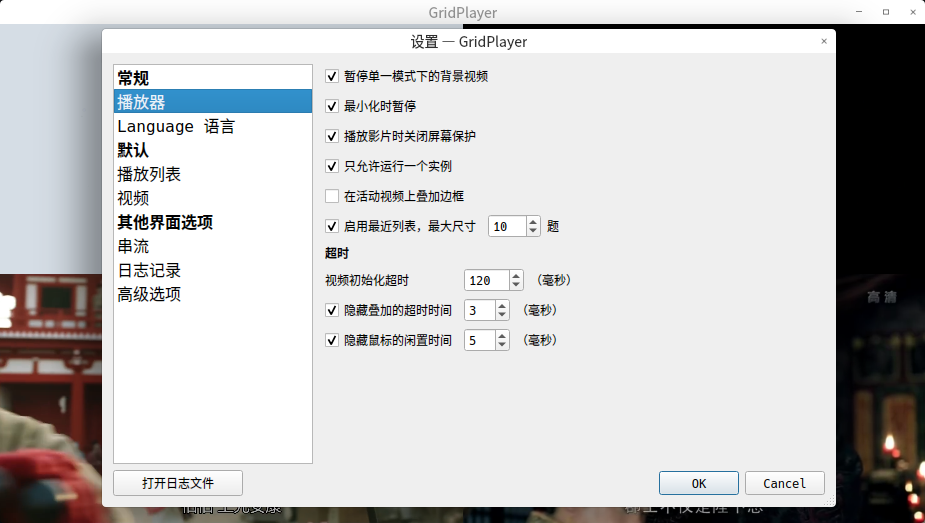 GridPlayer
设置 — GridPlayer
常规
播放器
Language 语言
默认
播放列表
视频
其他界面选项
串流
日志记录
高级选项
暂停单一模式下的背景视频
最小化时暂停
播放影片时关闭屏幕保护
只允许运行一个实例
在活动视频上叠加边框
启用最近列表，最大尺寸 10 题
超时
视频初始化超时 120 （毫秒）
隐藏叠加的超时时间 3 （毫秒）
隐藏鼠标的闲置时间 5 （毫秒）
打开日志文件
OK
Cancel
高清